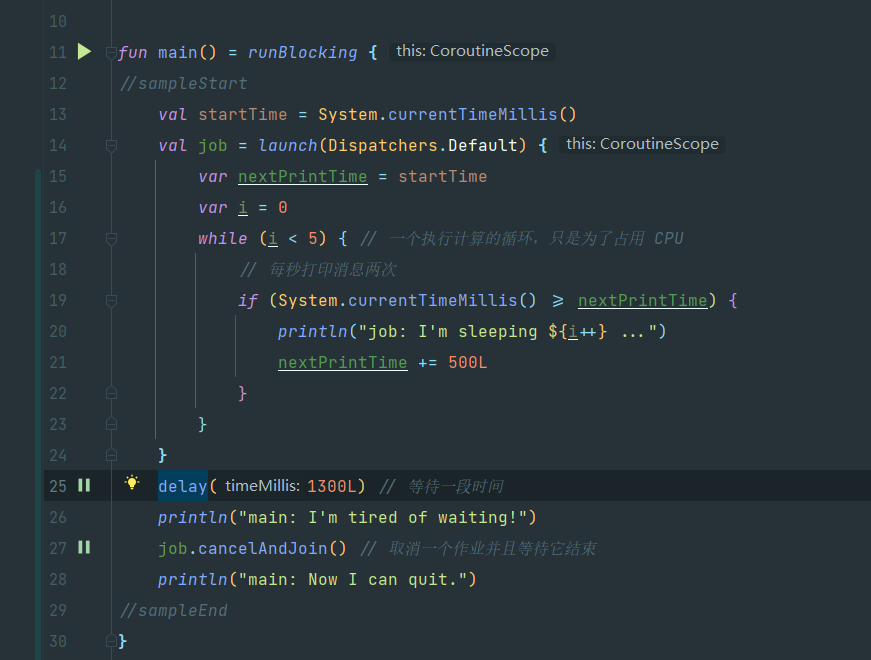 10
11 fun main() = runBlocking { this: CoroutineScope
12 //sampleStart
13 val startTime = System.currentTimeMillis()
14 val job = launch(Dispatchers.Default) { this: CoroutineScope
15 var nextPrintTime = startTime
16 var i = 0
17 while (i < 5) { // 一个执行计算的循环，只是为了占用 CPU
18 // 每秒打印消息两次
19 if (System.currentTimeMillis() >= nextPrintTime) {
20 println("job: I'm sleeping ${i++} ...")
21 nextPrintTime += 500L
22 }
23 }
24 }
25 delay( timeMillis: 1300L) // 等待一段时间
26 println("main: I'm tired of waiting!")
27 job.cancelAndJoin() // 取消一个作业并且等待它结束
28 println("main: Now I can quit.")
29 //sampleEnd
30 }